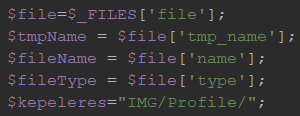 $file=$_FILES['file'];
$tmpName = $file['tmp_name'];
$fileName = $file['name'];
$fileType = $file['type'];
$kepeleres="IMG/Profile/";